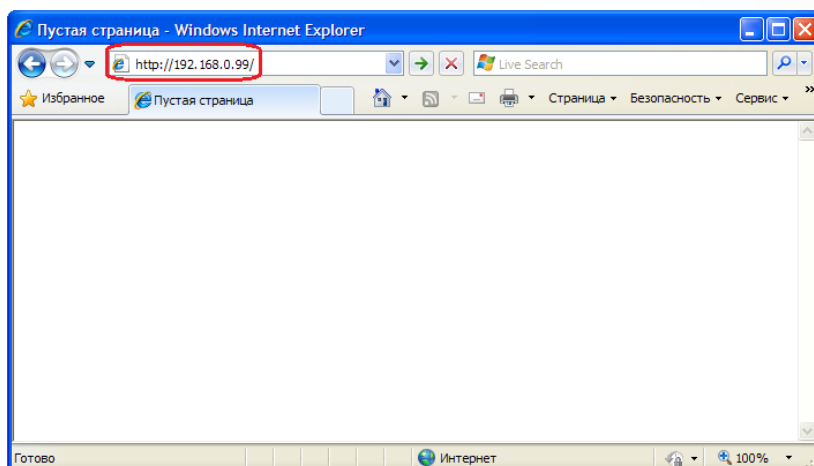 Пустая страница - Windows Internet Explorer
http://192.168.0.99/
Live Search
Избранное
Пустая страница
Страница
Безопасность
Сервис
»
Готово
Интернет
100%